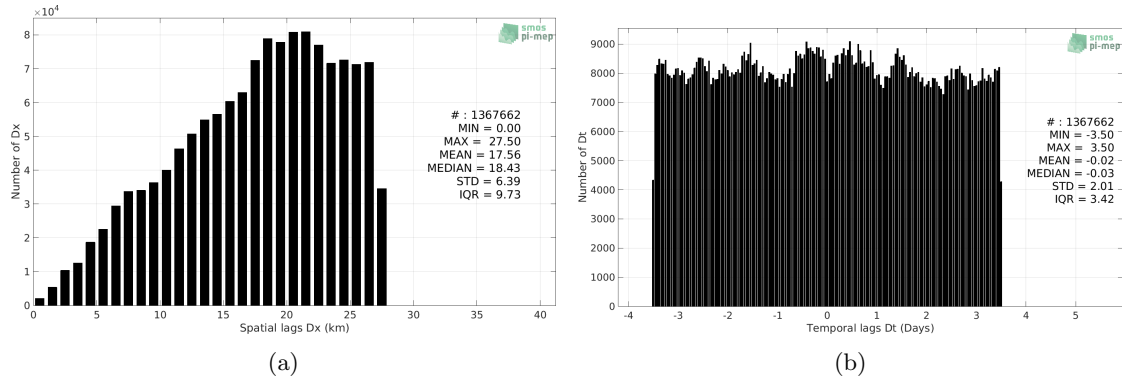 ×10⁴
8
7
6
5
4
3
2
1
0
Number of Dx
0 5 10 15 20 25 30 35 40
Spatial lags Dx (km)
smos
pi-mep
# : 1367662
MIN = 0.00
MAX = 27.50
MEAN = 17.56
MEDIAN = 18.43
STD = 6.39
IQR = 9.73
(a)
9000
8000
7000
6000
5000
4000
3000
2000
1000
0
Number of Dt
-4 -3 -2 -1 0 1 2 3 4 5
Temporal lags Dt (Days)
smos
pi-mep
# : 1367662
MIN = -3.50
MAX = 3.50
MEAN = -0.02
MEDIAN = -0.03
STD = 2.01
IQR = 3.42
(b)